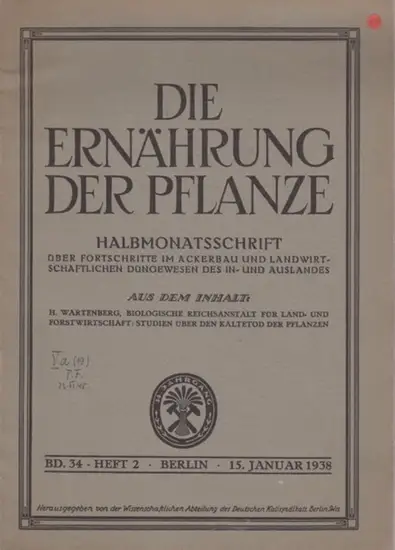 DIE
ERNÄHRUNG
DER PFLANZE
HALBMONATSSCHRIFT
ÜBER FORTSCHRITTE IM ACKERBAU UND LANDWIRT-
SCHAFTLICHEN DÜNGEWESEN DES IN- UND AUSLANDES
AUS DEM INHALT:
H. WARTENBERG, BIOLOGISCHE REICHSANSTALT FÜR LAND- UND
FORSTWIRTSCHAFT: STUDIEN ÜBER DEN KÄLTETOD DER PFLANZEN
34. JAHRGANG
BD. 34 - HEFT 2 · BERLIN · 15. JANUAR 1938
Herausgegeben von der Wissenschaftlichen Abteilung des Deutschen Kalisyndikats Berlin